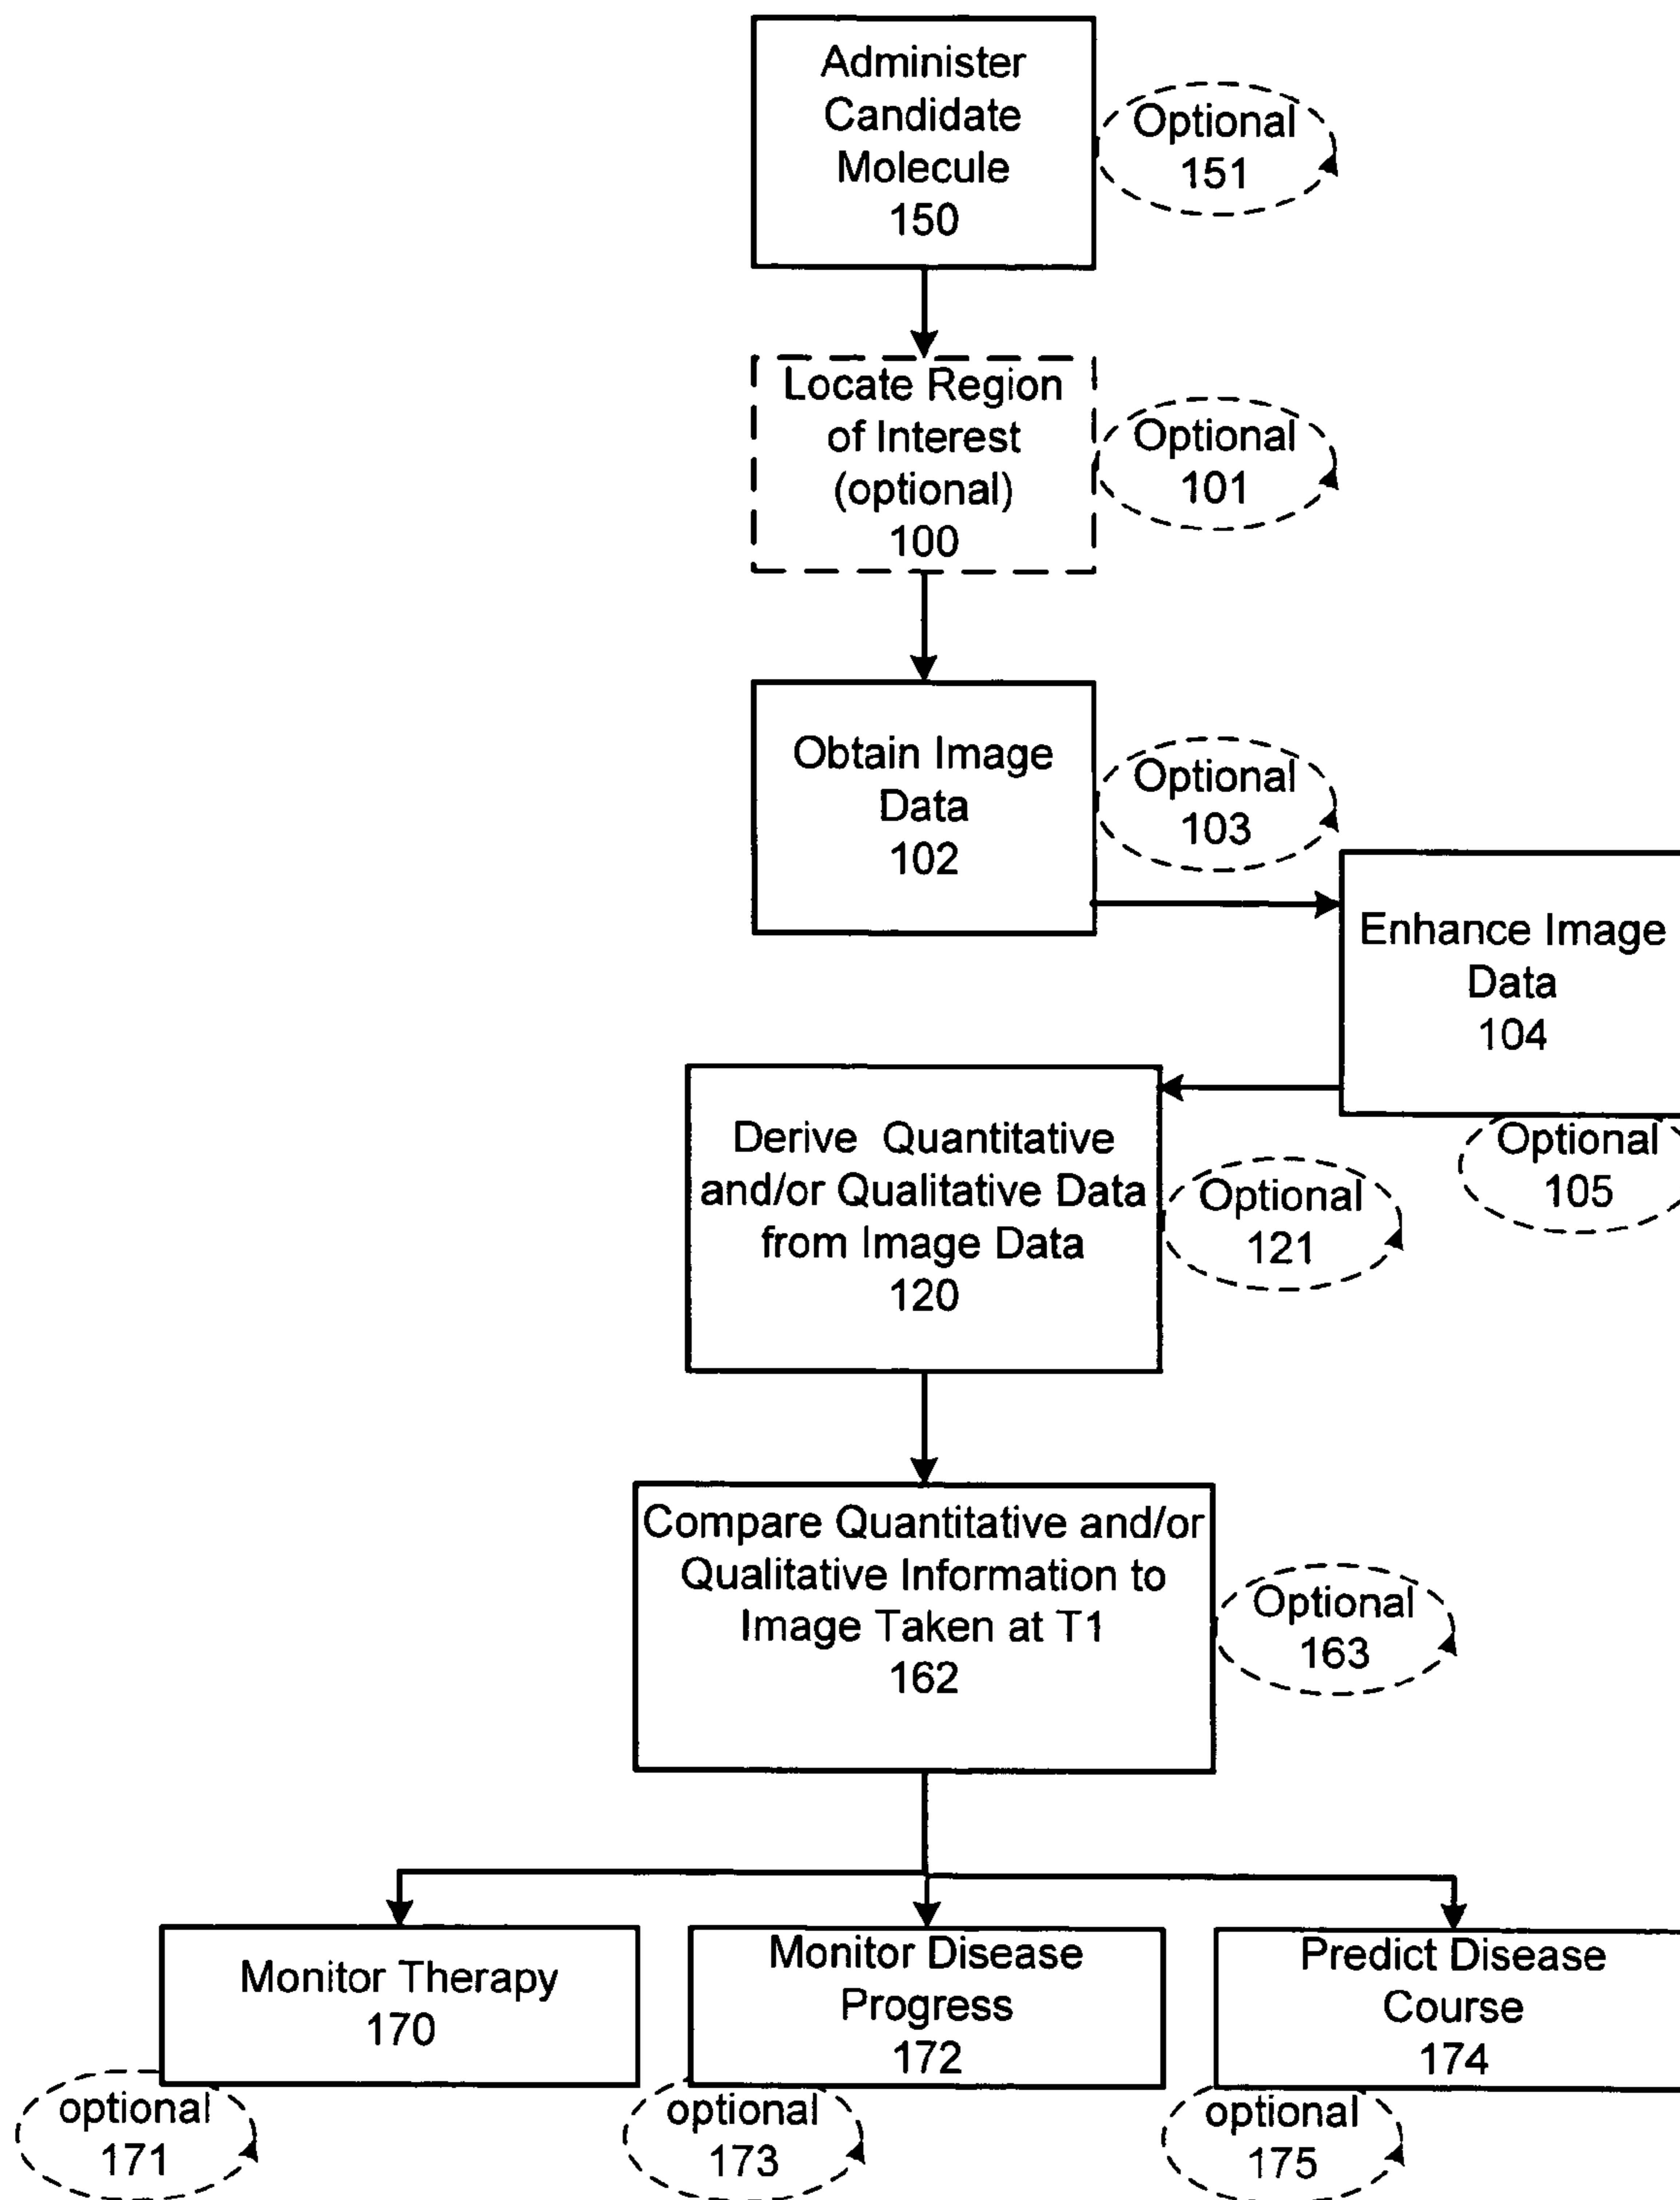 Administer
Candidate
Molecule
150
Optional
151
Locate Region
of Interest
(optional)
100
Optional
101
Obtain Image
Data
102
Optional
103
Enhance Image
Data
104
Optional
105
Derive Quantitative
and/or Qualitative Data
from Image Data
120
Optional
121
Compare Quantitative and/or
Qualitative Information to
Image Taken at T1
162
Optional
163
Monitor Therapy
170
optional
171
Monitor Disease
Progress
172
optional
173
Predict Disease
Course
174
optional
175